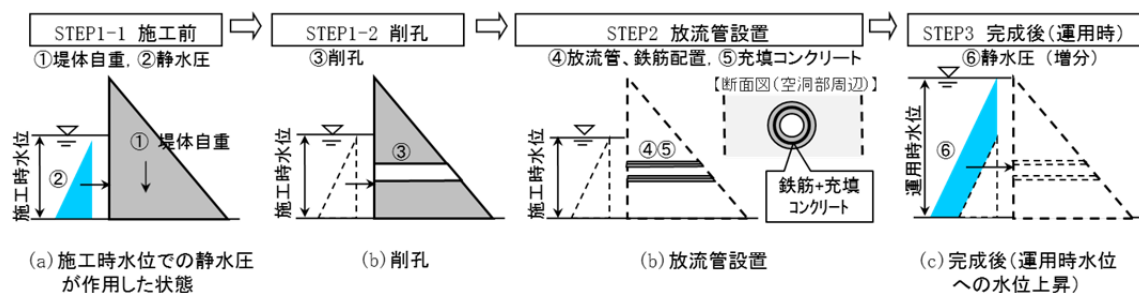 STEP1-1 施工前
①堤体自重, ②静水圧
施工時水位
②
① 堤体自重
(a) 施工時水位での静水圧
が作用した状態
STEP1-2 削孔
③削孔
施工時水位
③
(b) 削孔
STEP2 放流管設置
④放流管、鉄筋配置, ⑤充填コンクリート
【断面図(空洞部周辺)】
施工時水位
④⑤
鉄筋+充填
コンクリート
(b) 放流管設置
STEP3 完成後(運用時)
⑥静水圧 (増分)
運用時水位
⑥
(c) 完成後(運用時水位
への水位上昇)